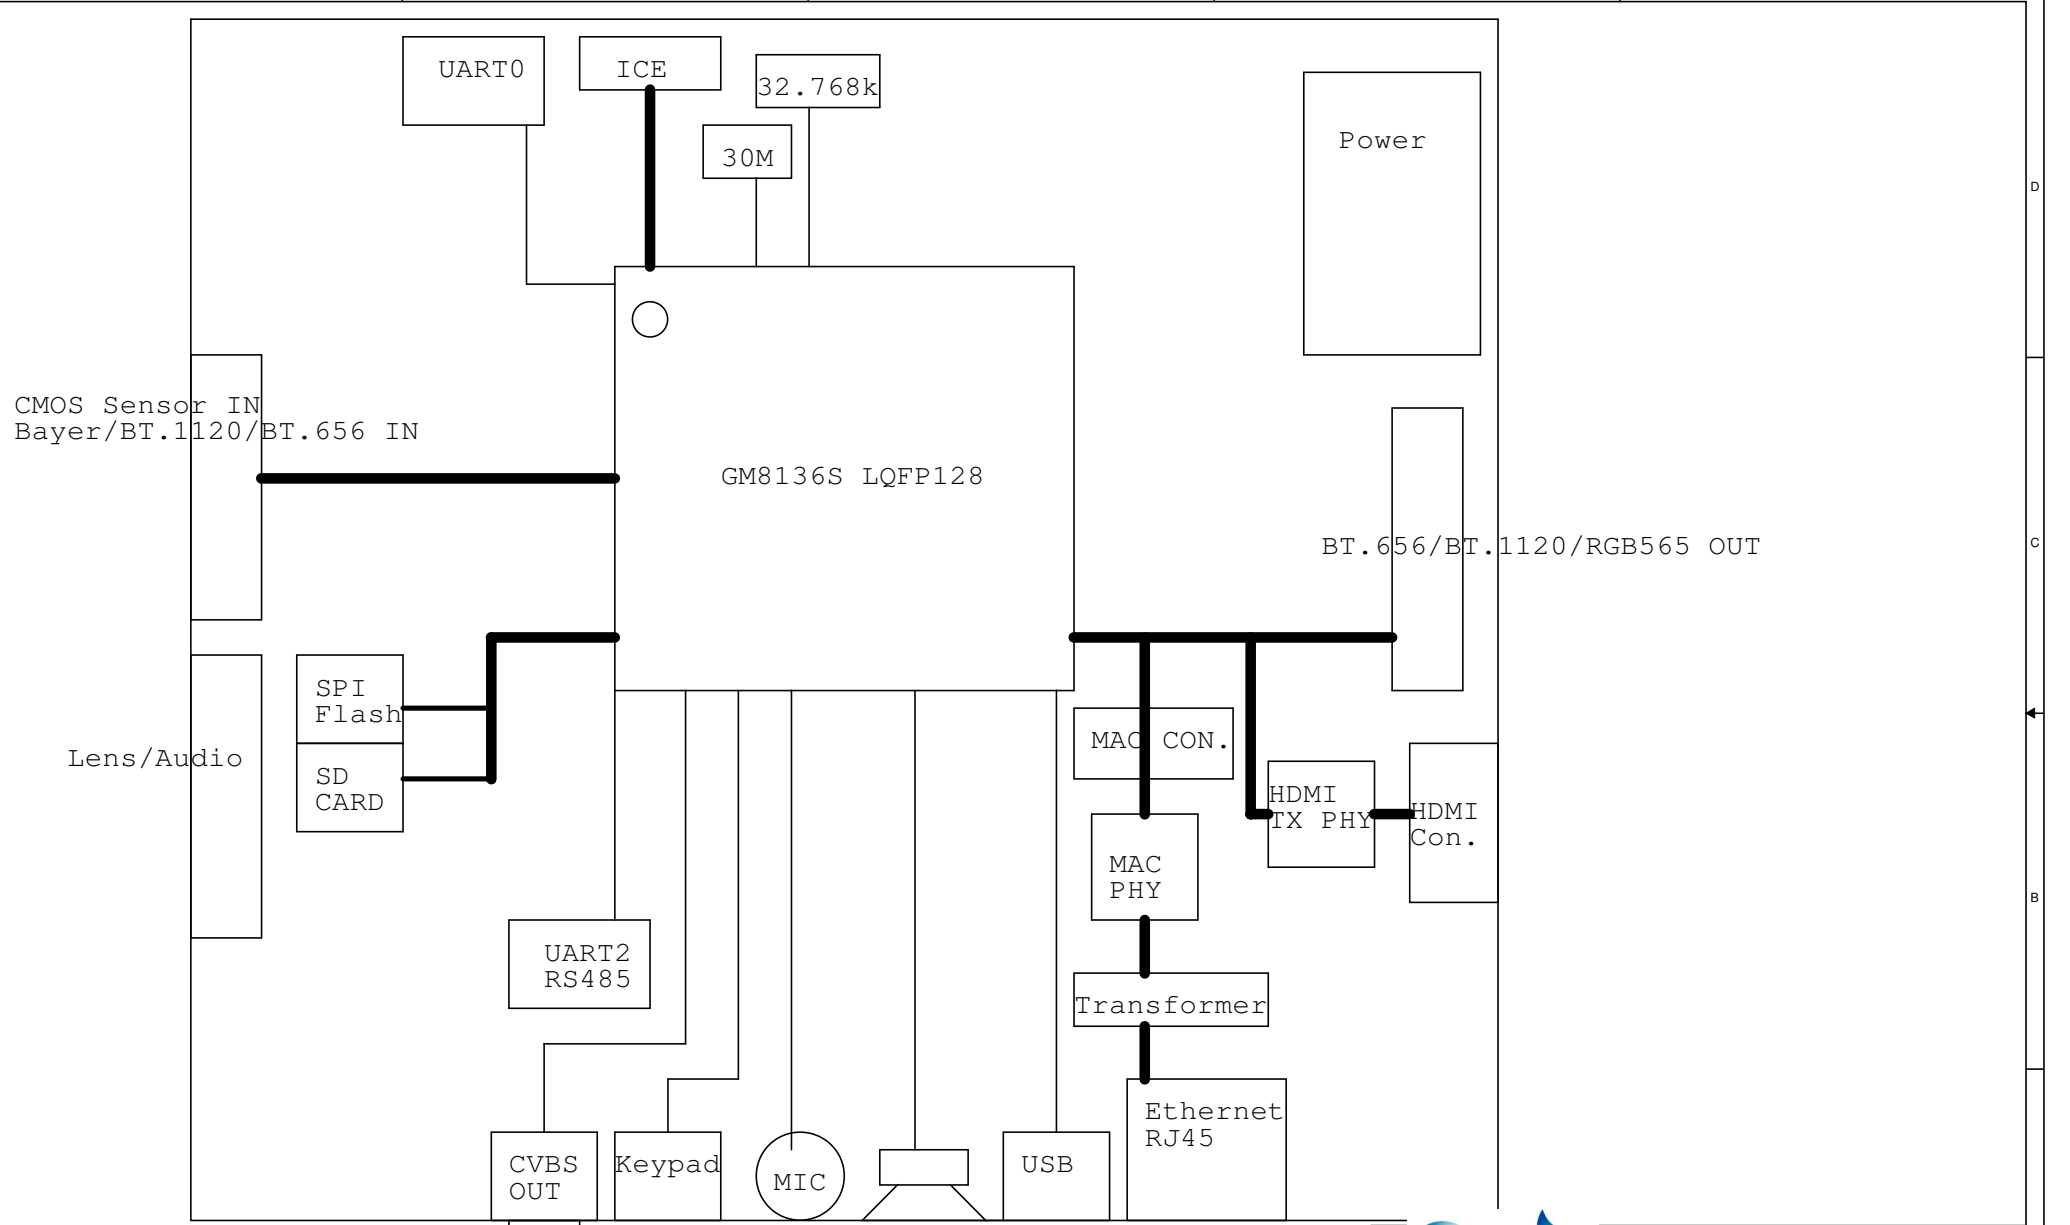 UART0
ICE
32.768k
30M
Power
D
CMOS Sensor IN
Bayer/BT.1120/BT.656 IN
GM8136S LQFP128
BT.656/BT.1120/RGB565 OUT
C
SPI
Flash
SD
CARD
Lens/Audio
MAC CON.
HDMI
TX PHY
HDMI
Con.
MAC
PHY
B
UART2
RS485
Transformer
Ethernet
RJ45
CVBS
OUT
Keypad
MIC
USB